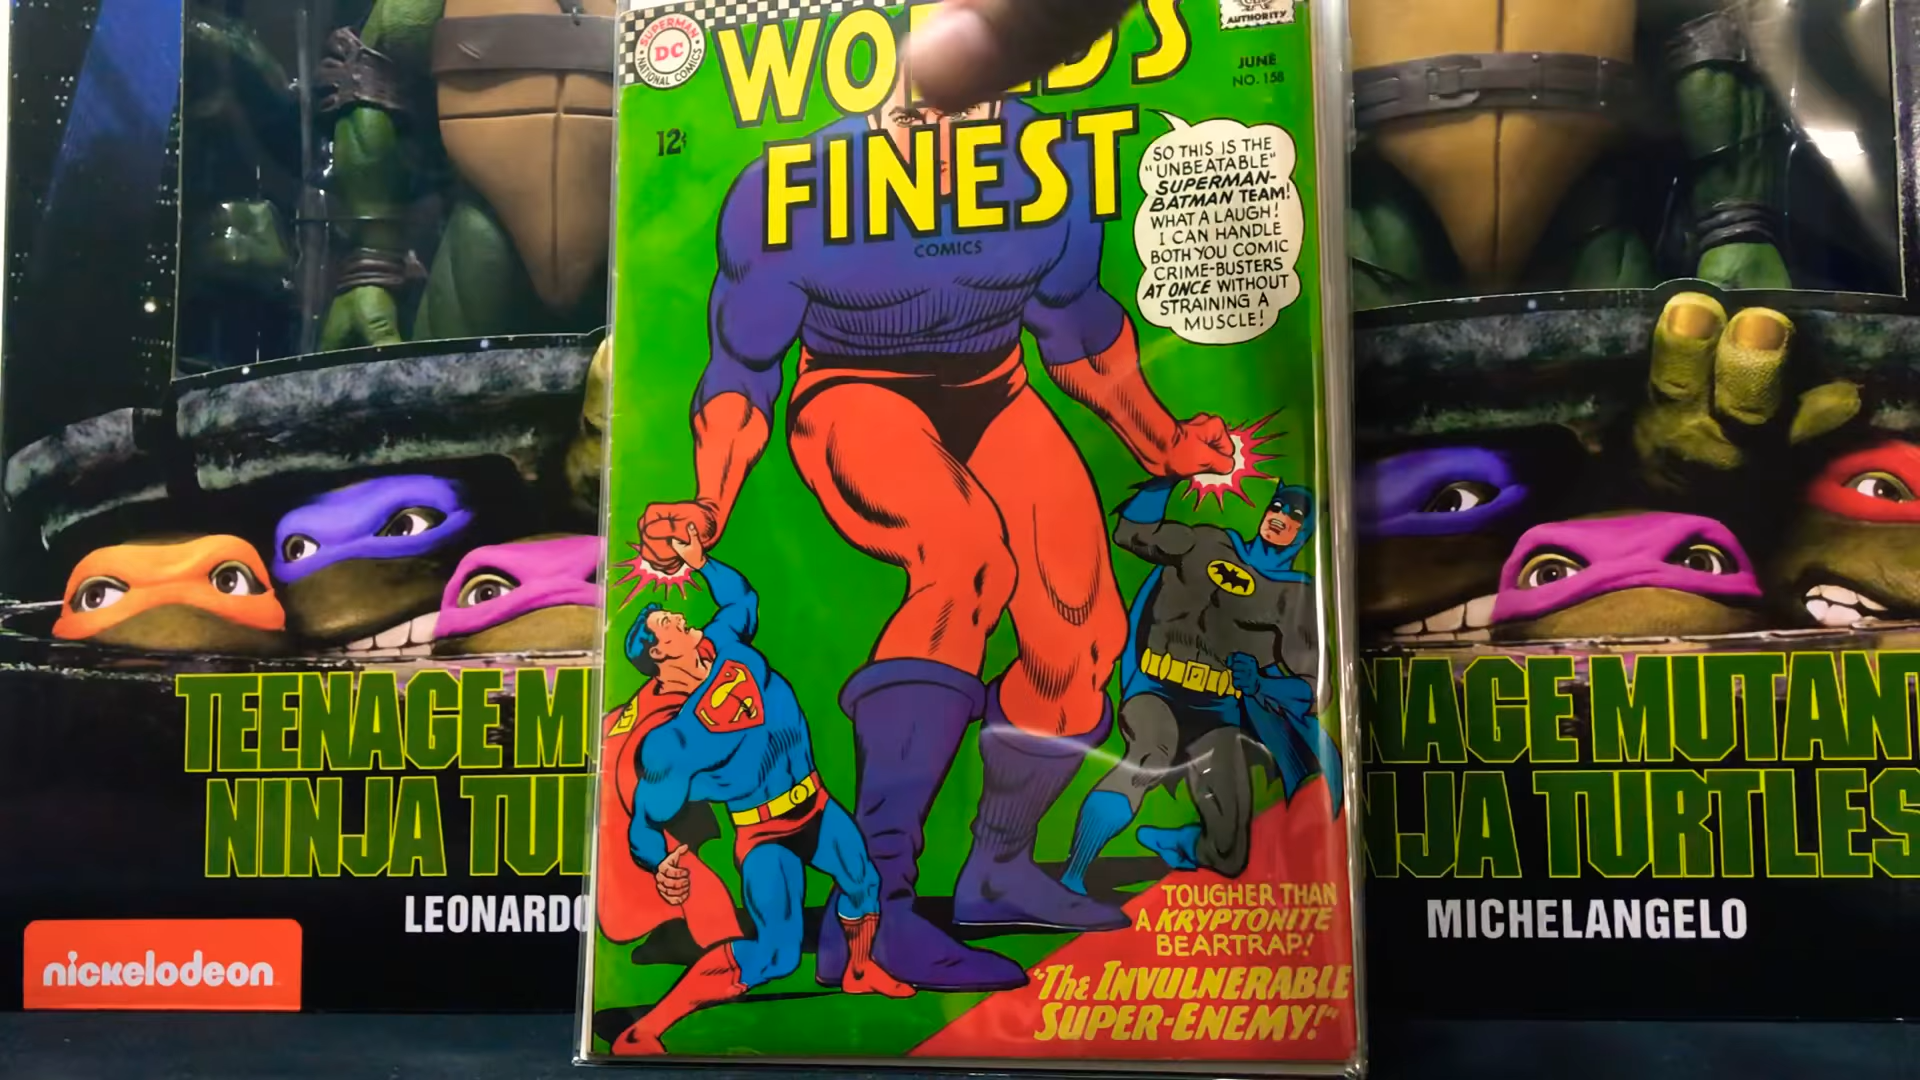 SUPERMAN
DC
NATIONAL COMICS
WORLD'S
FINEST
COMICS
AUTHORITY
JUNE
NO. 158
12¢
SO THIS IS THE
"UNBEATABLE"
SUPERMAN-
BATMAN TEAM!
WHAT A LAUGH!
I CAN HANDLE
BOTH YOU COMIC
CRIME-BUSTERS
AT ONCE WITHOUT
STRAINING A
MUSCLE!
TOUGHER THAN
A KRYPTONITE
BEARTRAP!
"The INVULNERABLE
SUPER-ENEMY!"
TEENAGE M
NINJA TU
LEONARDO
nickelodeon
NAGE MUTANT
NJA TURTLES
MICHELANGELO